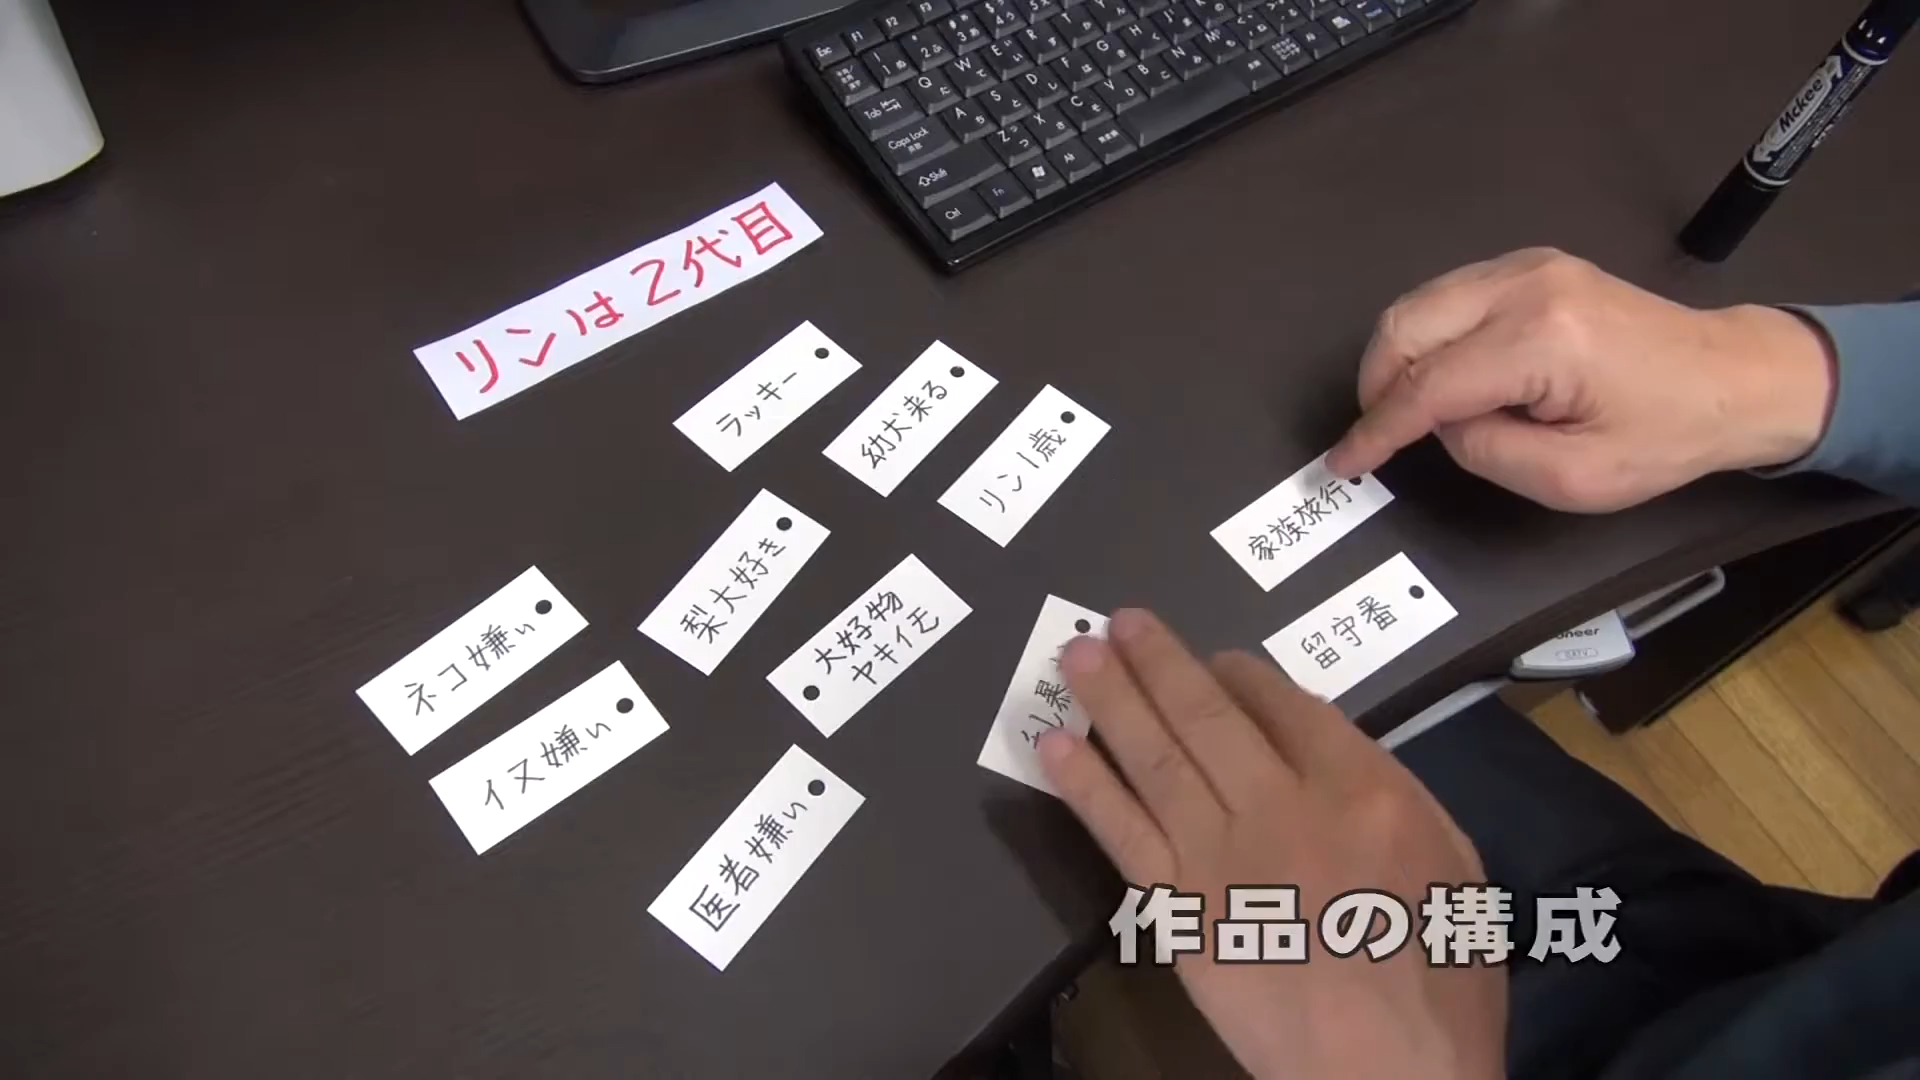 リンは2代目
ラッキー
幼犬来る
リン1歳
家族旅行
留守番
梨大好き
大好物
ヤキイモ
ネコ嫌い
イヌ嫌い
医者嫌い
作品の構成
Mckee